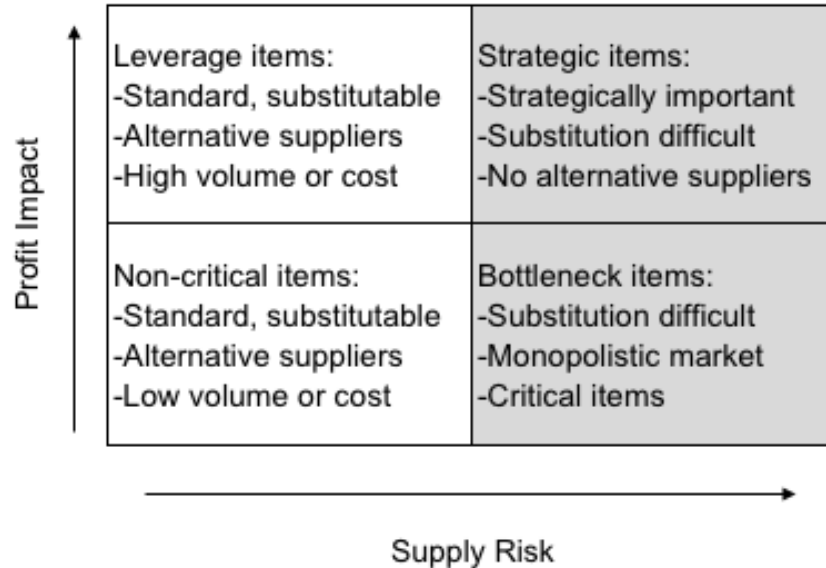 Profit Impact
Leverage items:
-Standard, substitutable
-Alternative suppliers
-High volume or cost
Strategic items:
-Strategically important
-Substitution difficult
-No alternative suppliers
Non-critical items:
-Standard, substitutable
-Alternative suppliers
-Low volume or cost
Bottleneck items:
-Substitution difficult
-Monopolistic market
-Critical items
Supply Risk